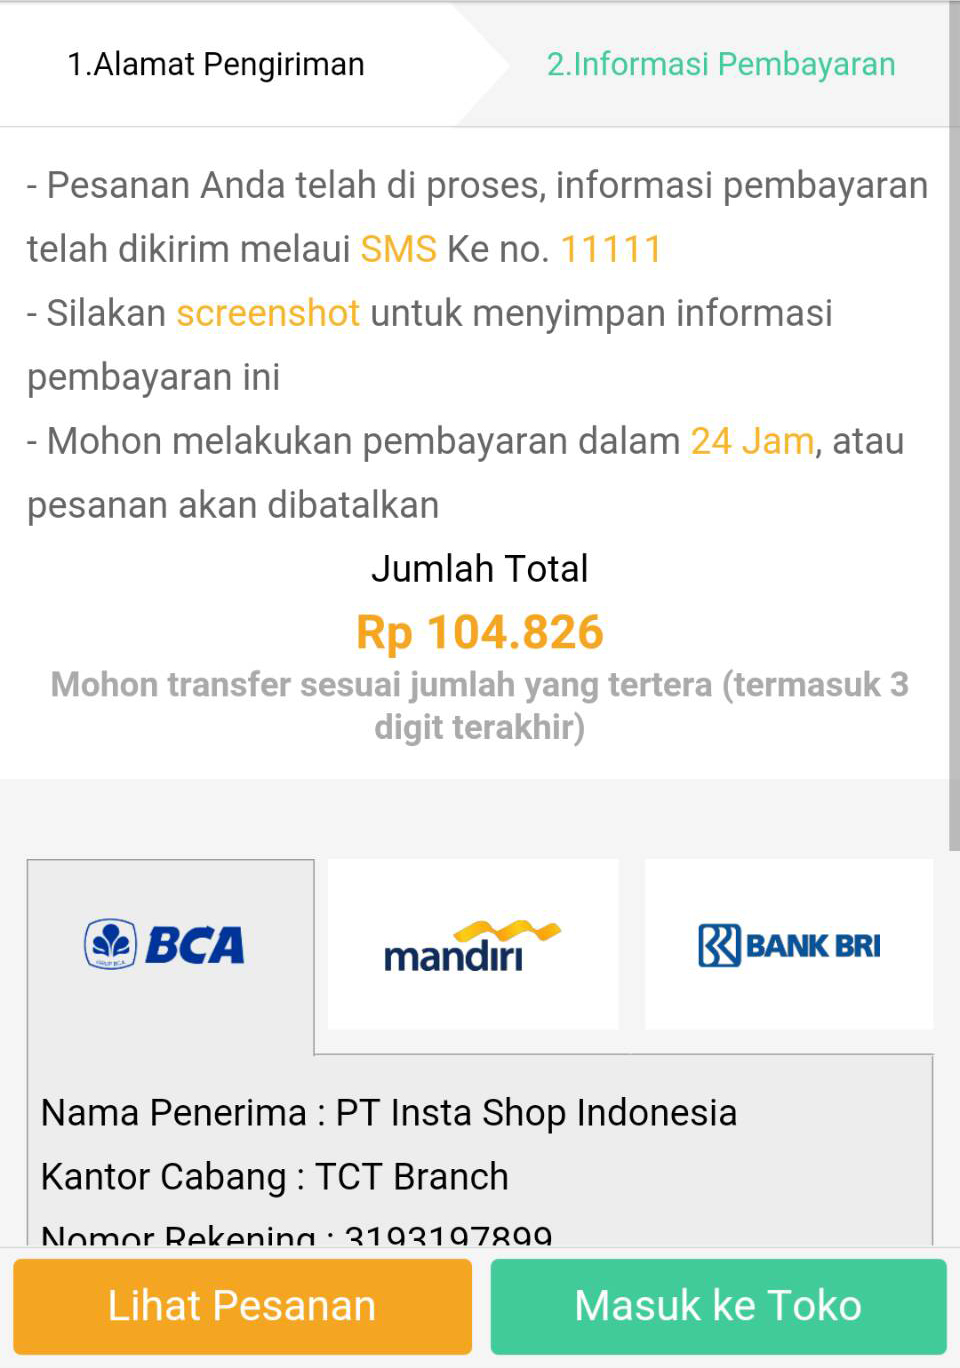 1.Alamat Pengiriman
2.Informasi Pembayaran
- Pesanan Anda telah di proses, informasi pembayaran
telah dikirim melaui SMS Ke no. 11111
- Silakan screenshot untuk menyimpan informasi
pembayaran ini
- Mohon melakukan pembayaran dalam 24 Jam, atau
pesanan akan dibatalkan
Jumlah Total
Rp 104.826
Mohon transfer sesuai jumlah yang tertera (termasuk 3
digit terakhir)
BCA
mandiri
BANK BRI
Nama Penerima : PT Insta Shop Indonesia
Kantor Cabang : TCT Branch
Nomor Rekening : 3193197899
Lihat Pesanan
Masuk ke Toko